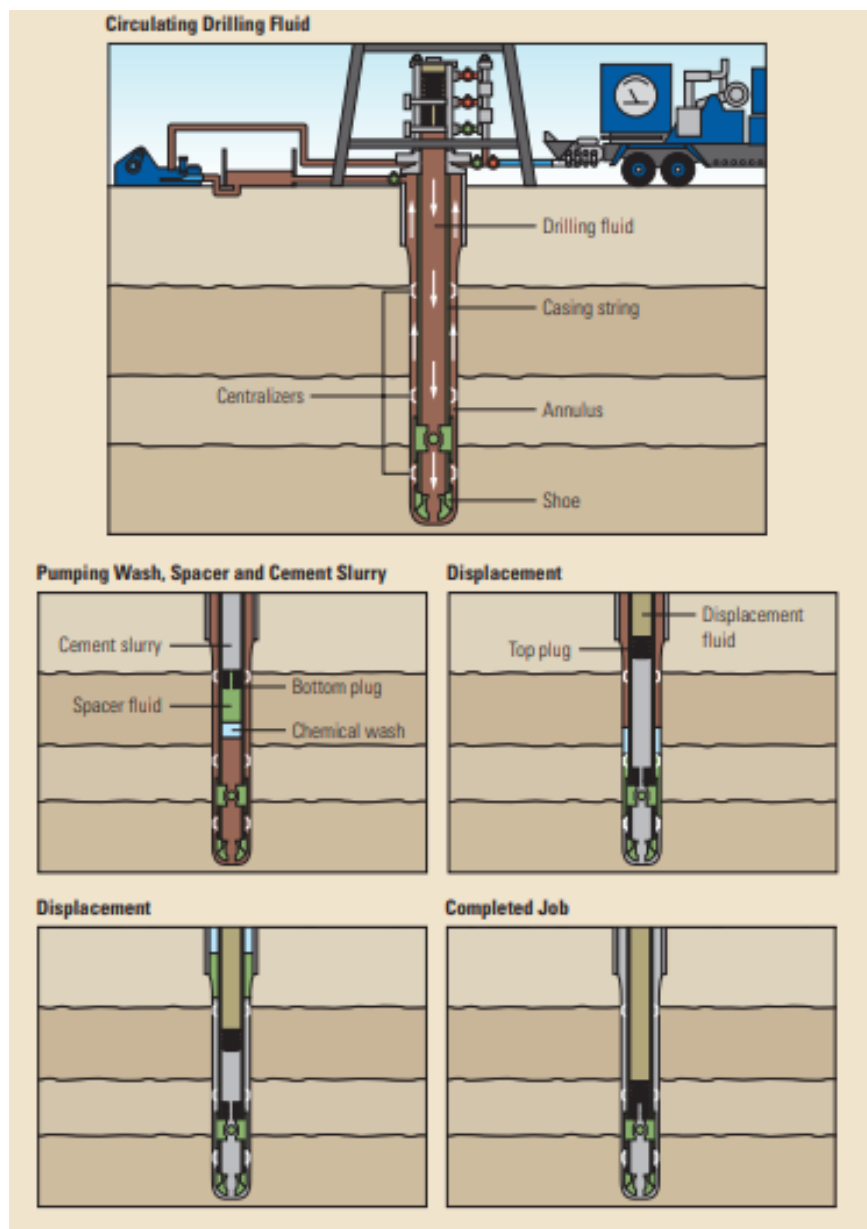 Circulating Drilling Fluid
Drilling fluid
Casing string
Centralizers
Annulus
Shoe
Pumping Wash, Spacer and Cement Slurry
Cement slurry
Bottom plug
Spacer fluid
Chemical wash
Displacement
Displacement
fluid
Top plug
Displacement
Completed Job